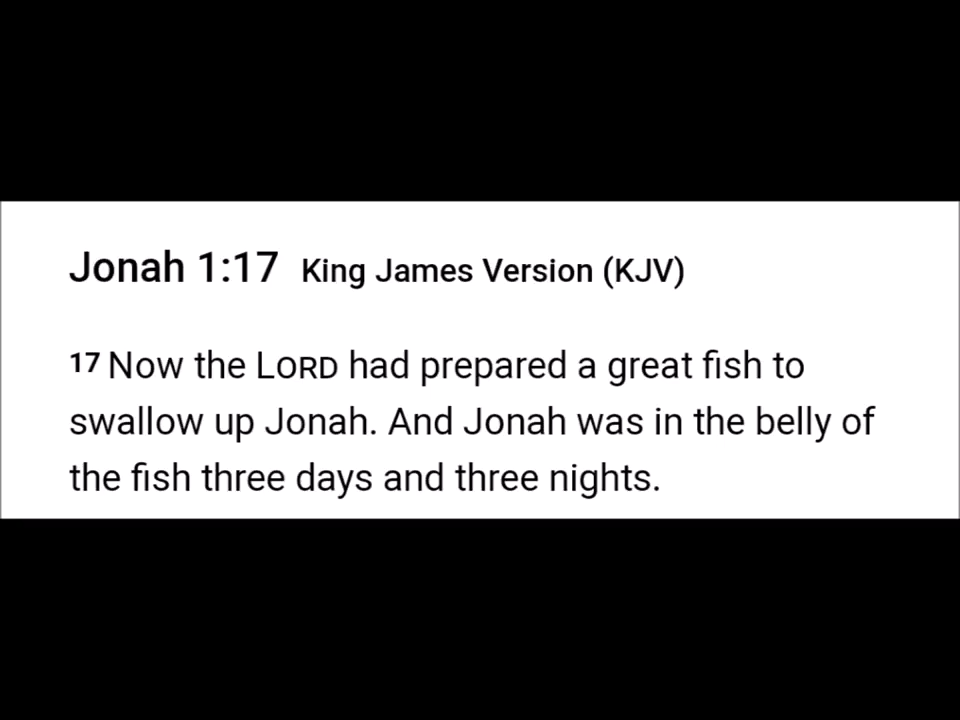 Jonah 1:17 King James Version (KJV)
17 Now the LORD had prepared a great fish to
swallow up Jonah. And Jonah was in the belly of
the fish three days and three nights.